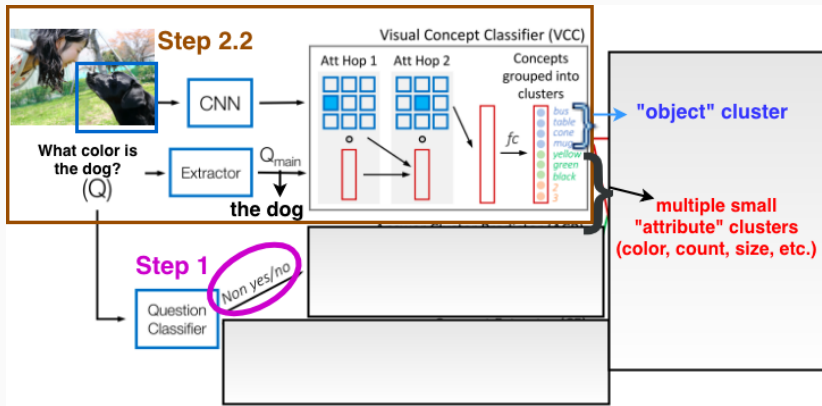 Step 2.2
Visual Concept Classifier (VCC)
Att Hop 1
Att Hop 2
Concepts
grouped into
clusters
CNN
bus
table
cone
mug
yellow
green
black
2
3
fc
"object" cluster
What color is
the dog?
(Q)
Extractor
Qmain
the dog
multiple small
"attribute" clusters
(color, count, size, etc.)
Step 1
Non yes/no
Question
Classifier